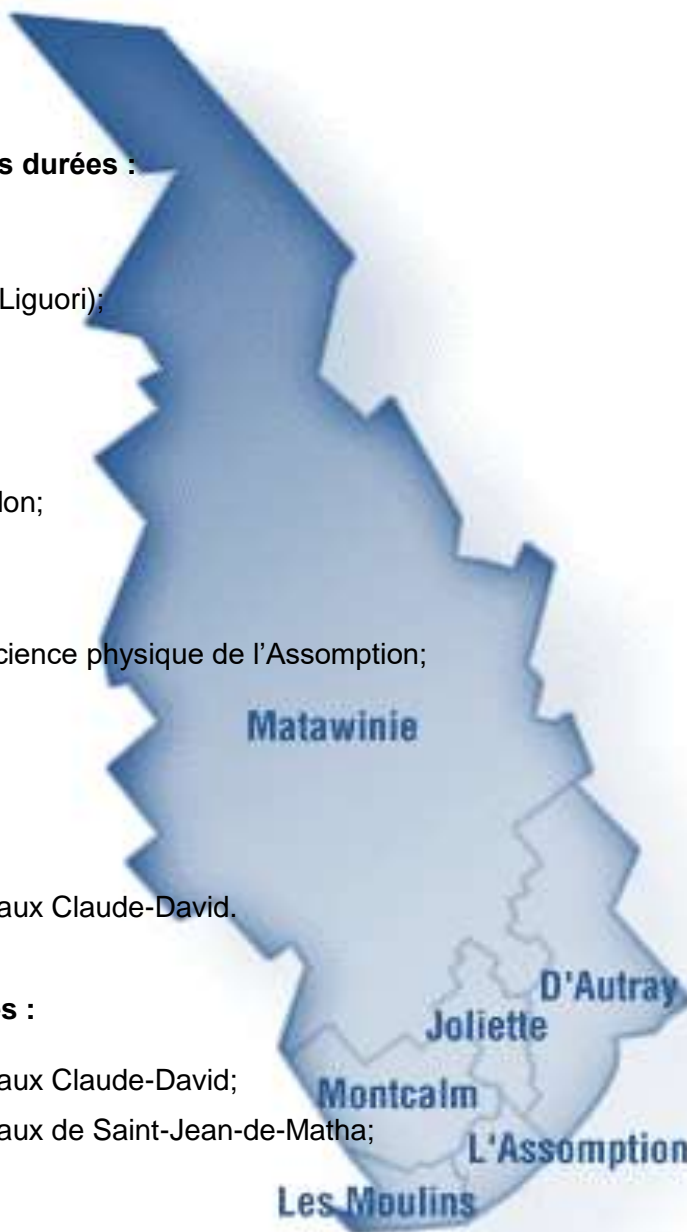 s durées :
Liguori);
lon;
cience physique de l’Assomption;
Matawinie
aux Claude-David.
D'Autray
s :
Joliette
aux Claude-David;
Montcalm
aux de Saint-Jean-de-Matha;
L'Assomption
Les Moulins